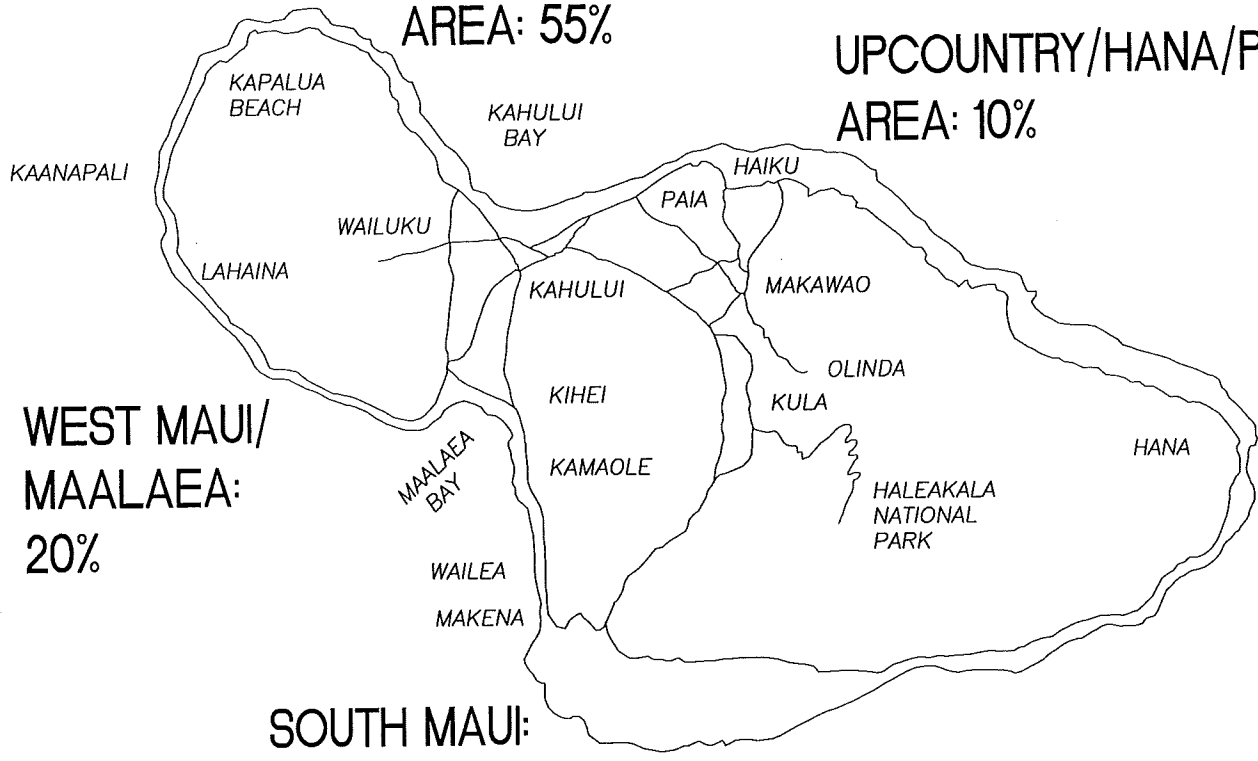 AREA: 55%
UPCOUNTRY/HANA/P
AREA: 10%
KAPALUA
BEACH
KAHULUI
BAY
KAANAPALI
HAIKU
PAIA
WAILUKU
LAHAINA
KAHULUI
MAKAWAO
OLINDA
KIHEI
KULA
WEST MAUI/
MAALAEA:
20%
MAALAEA
BAY
KAMAOLE
HANA
HALEAKALA
NATIONAL
PARK
WAILEA
MAKENA
SOUTH MAUI: